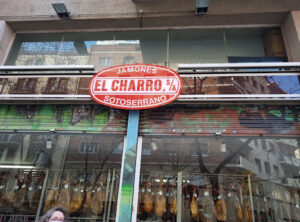 JAMONES
EL CHARRO, S/A
SOTOSERRANO